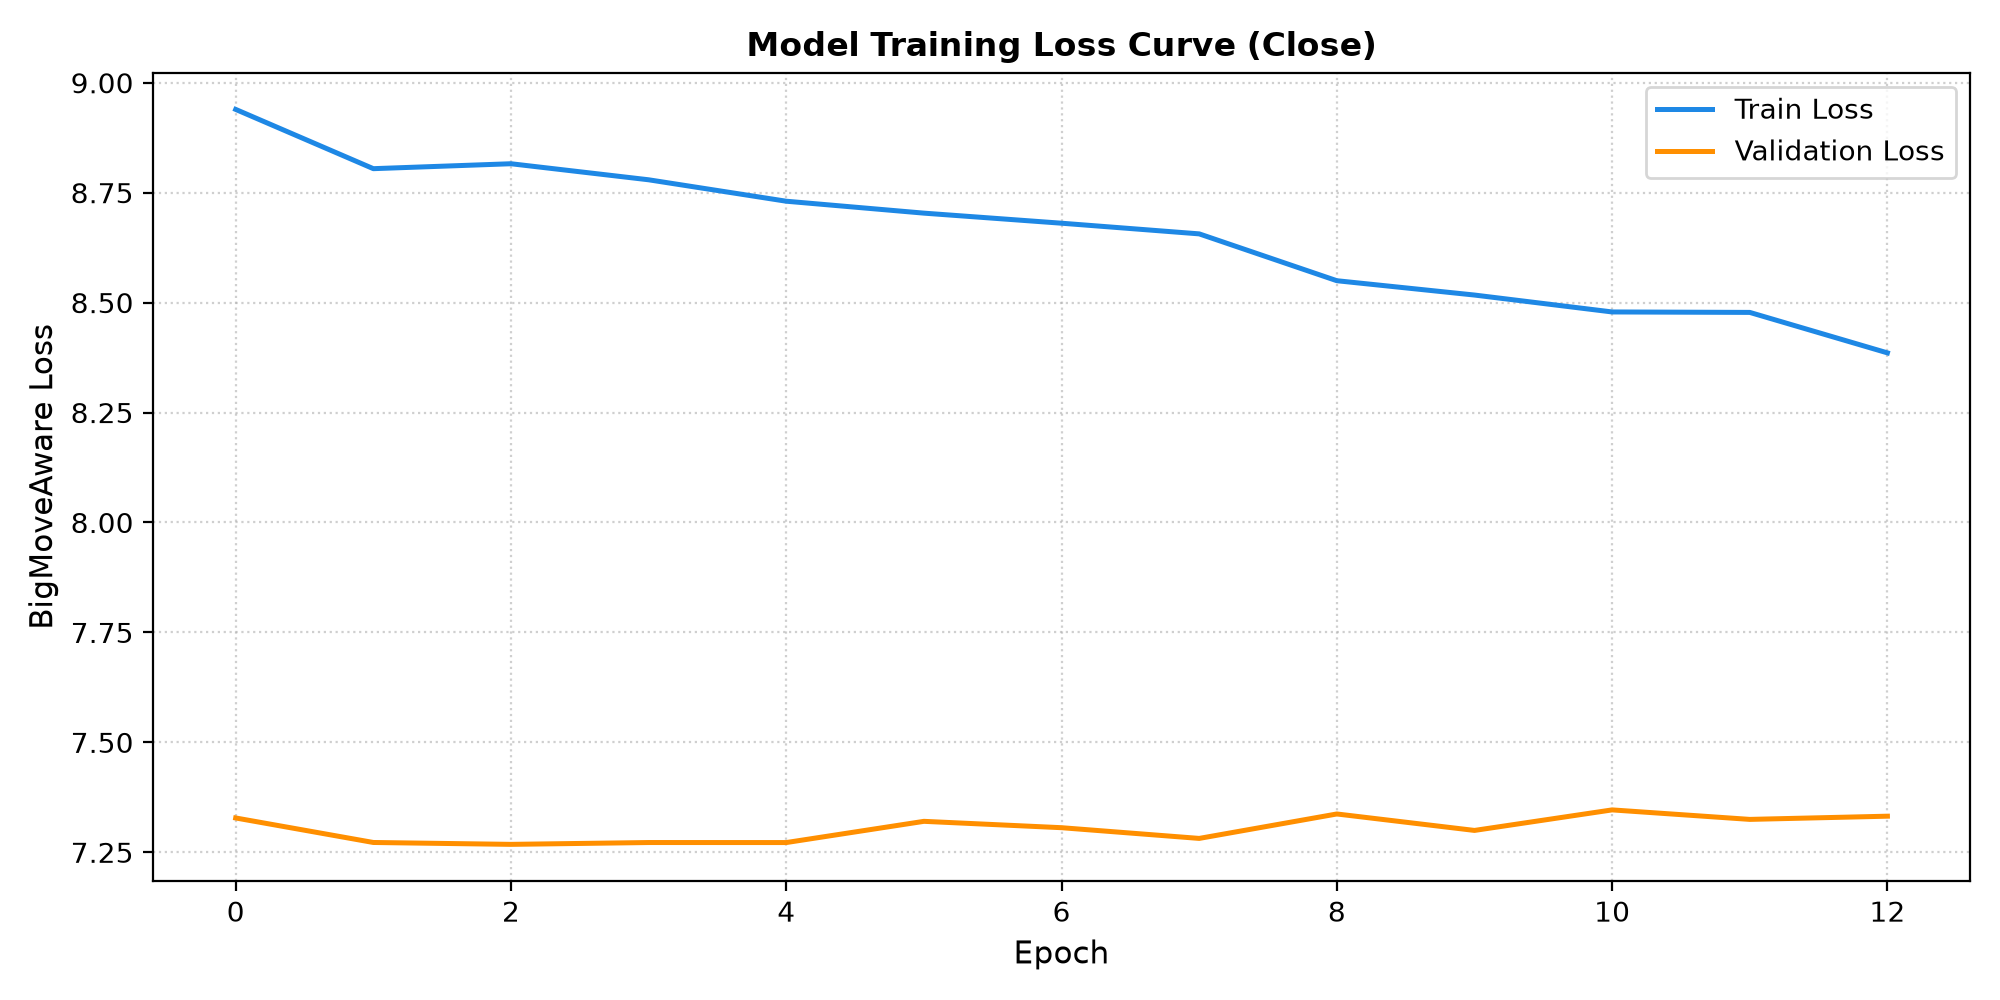 Model Training Loss Curve (Close)
Train Loss
Validation Loss
BigMoveAware Loss
9.00
8.75
8.50
8.25
8.00
7.75
7.50
7.25
0 2 4 6 8 10 12
Epoch